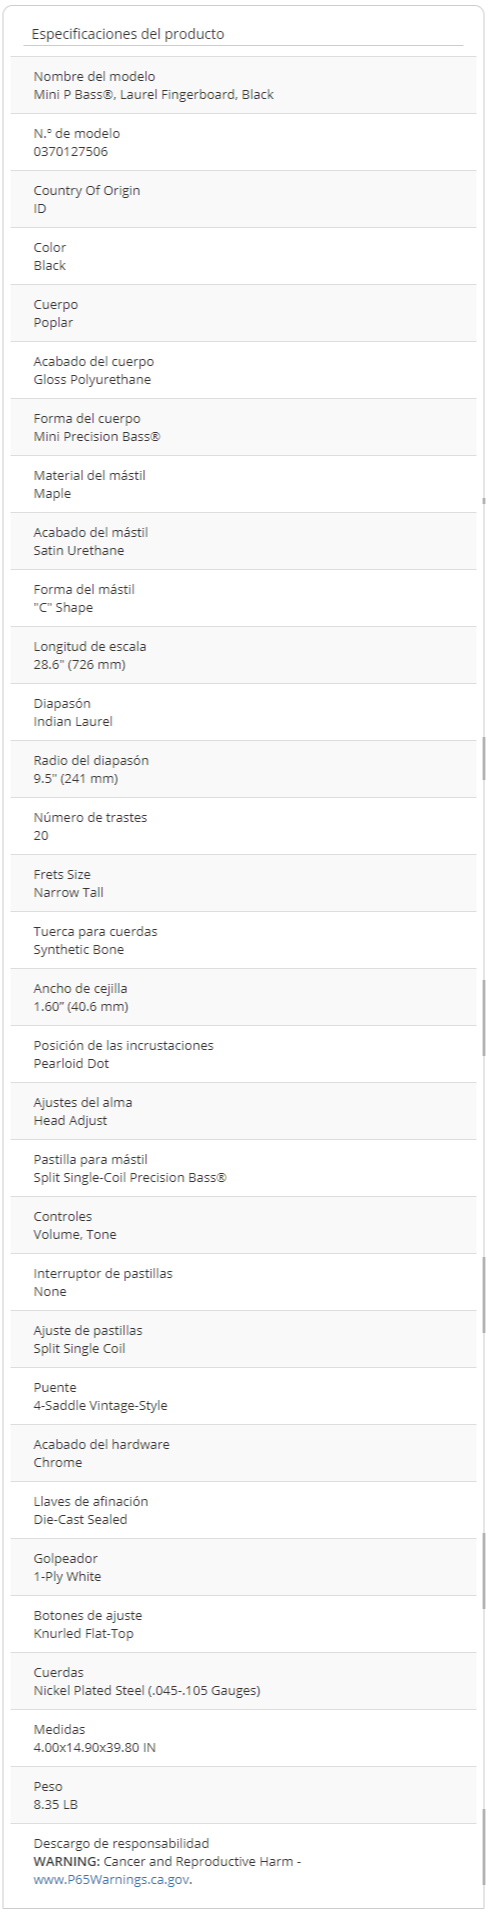 Especificaciones del producto
Nombre del modelo
Mini P Bass®, Laurel Fingerboard, Black
N.º de modelo
0370127506
Country Of Origin
ID
Color
Black
Cuerpo
Poplar
Acabado del cuerpo
Gloss Polyurethane
Forma del cuerpo
Mini Precision Bass®
Material del mástil
Maple
Acabado del mástil
Satin Urethane
Forma del mástil
"C" Shape
Longitud de escala
28.6" (726 mm)
Diapasón
Indian Laurel
Radio del diapasón
9.5" (241 mm)
Número de trastes
20
Frets Size
Narrow Tall
Tuerca para cuerdas
Synthetic Bone
Ancho de cejilla
1.60” (40.6 mm)
Posición de las incrustaciones
Pearloid Dot
Ajustes del alma
Head Adjust
Pastilla para mástil
Split Single-Coil Precision Bass®
Controles
Volume, Tone
Interruptor de pastillas
None
Ajuste de pastillas
Split Single Coil
Puente
4-Saddle Vintage-Style
Acabado del hardware
Chrome
Llaves de afinación
Die-Cast Sealed
Golpeador
1-Ply White
Botones de ajuste
Knurled Flat-Top
Cuerdas
Nickel Plated Steel (.045-.105 Gauges)
Medidas
4.00x14.90x39.80 IN
Peso
8.35 LB
Descargo de responsabilidad
WARNING: Cancer and Reproductive Harm -
www.P65Warnings.ca.gov.